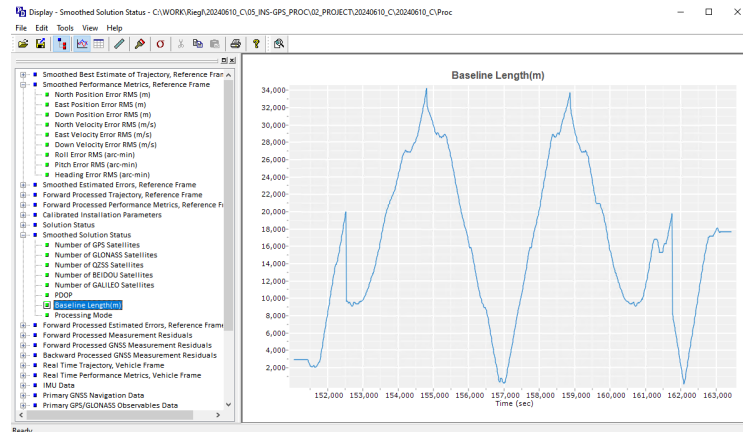 Display - Smoothed Solution Status - C:\WORK\Riegl\20240610_C\05_INS-GPS_PROC\02_PROJECT\20240610_C\20240610_C\Proc
File Edit Tools View Help
Smoothed Best Estimate of Trajectory, Reference Fran
Smoothed Performance Metrics, Reference Frame
North Position Error RMS (m)
East Position Error RMS (m)
Down Position Error RMS (m)
North Velocity Error RMS (m/s)
East Velocity Error RMS (m/s)
Down Velocity Error RMS (m/s)
Roll Error RMS (arc-min)
Pitch Error RMS (arc-min)
Heading Error RMS (arc-min)
Smoothed Estimated Errors, Reference Frame
Forward Processed Trajectory, Reference Frame
Forward Processed Performance Metrics, Reference Fr
Calibrated Installation Parameters
Solution Status
Smoothed Solution Status
Number of GPS Satellites
Number of GLONASS Satellites
Number of QZSS Satellites
Number of BEIDOU Satellites
Number of GALILEO Satellites
PDOP
Baseline Length(m)
Processing Mode
Forward Processed Estimated Errors, Reference Frame
Forward Processed Measurement Residuals
Forward Processed GNSS Measurement Residuals
Backward Processed GNSS Measurement Residuals
Real Time Trajectory, Vehicle Frame
Real Time Performance Metrics, Vehicle Frame
IMU Data
Primary GNSS Navigation Data
Primary GPS/GLONASS Observables Data
Baseline Length(m)
34,000
32,000
30,000
28,000
26,000
24,000
22,000
20,000
18,000
16,000
14,000
12,000
10,000
8,000
6,000
4,000
2,000
152,000 153,000 154,000 155,000 156,000 157,000 158,000 159,000 160,000 161,000 162,000 163,000
Time (sec)
Ready